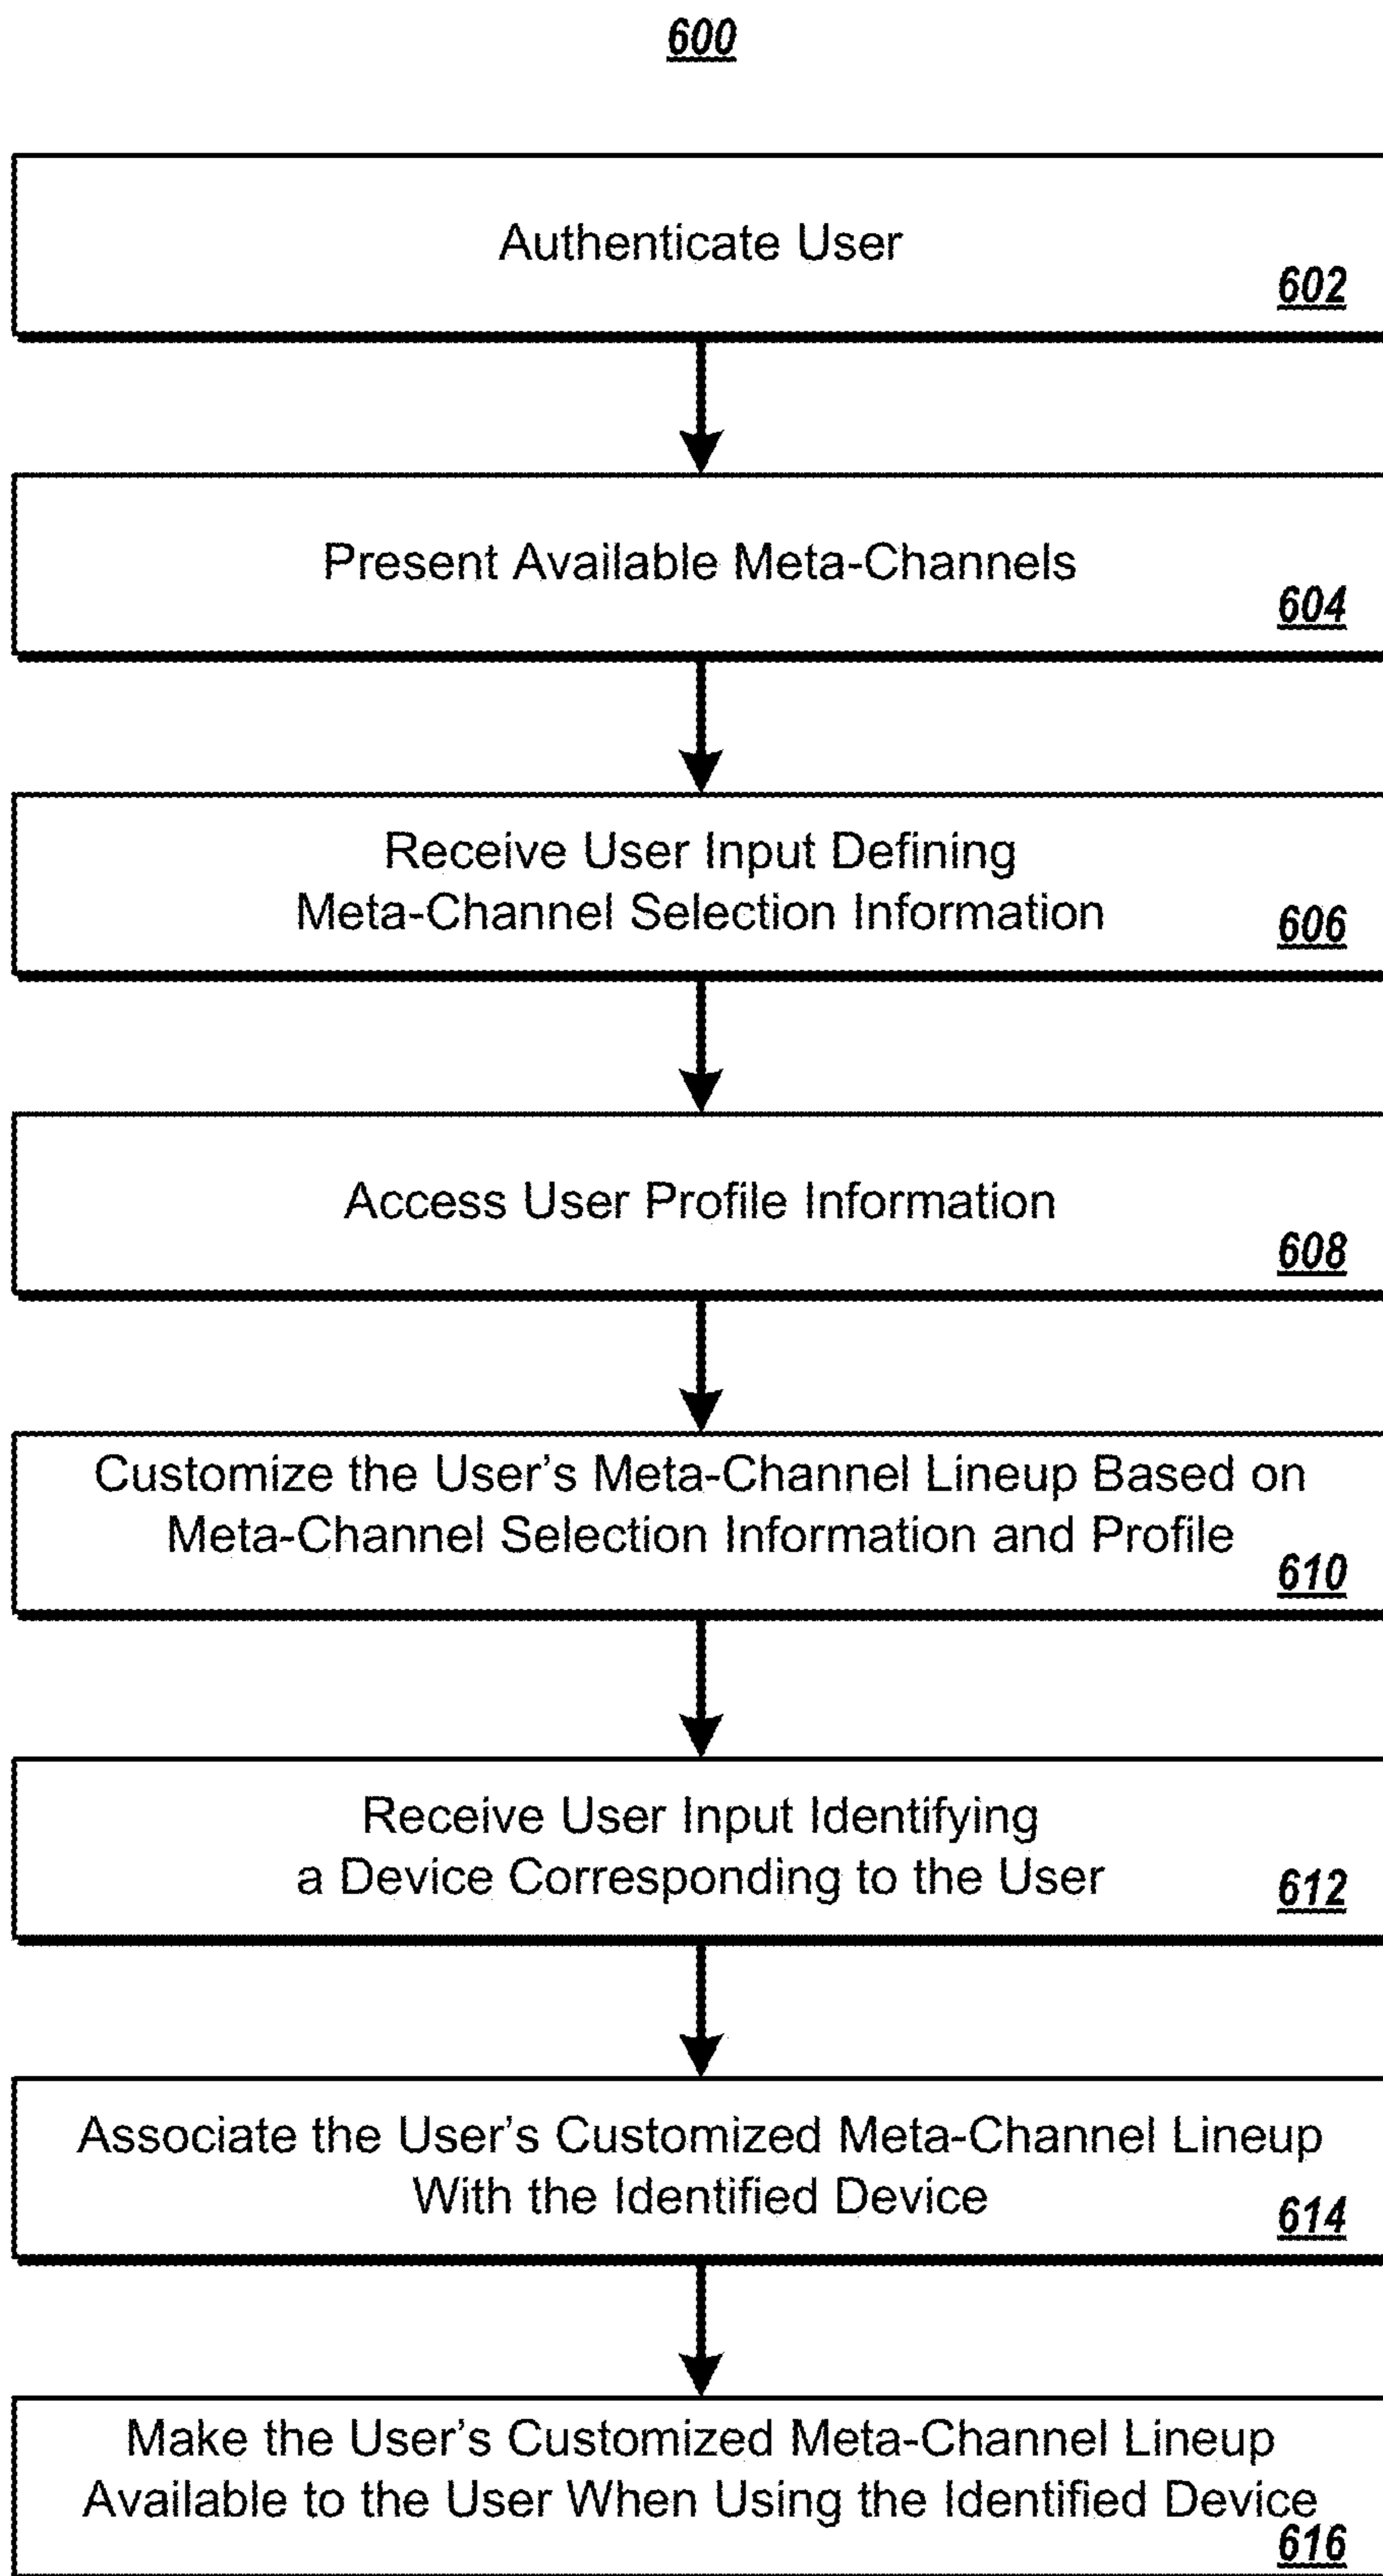 600
Authenticate User
602
Present Available Meta-Channels
604
Receive User Input Defining
Meta-Channel Selection Information
606
Access User Profile Information
608
Customize the User's Meta-Channel Lineup Based on
Meta-Channel Selection Information and Profile
610
Receive User Input Identifying
a Device Corresponding to the User
612
Associate the User's Customized Meta-Channel Lineup
With the Identified Device
614
Make the User's Customized Meta-Channel Lineup
Available to the User When Using the Identified Device
616